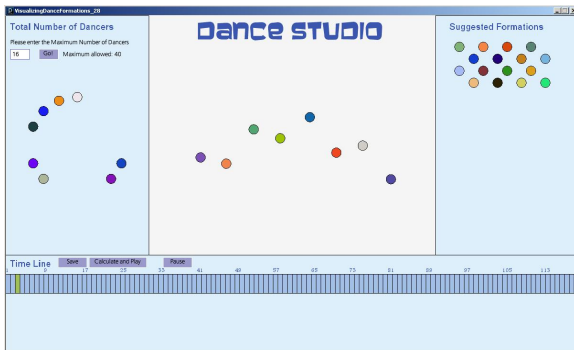 VisualizingDanceFormations_28
Total Number of Dancers
Please enter the Maximum Number of Dancers
16 Go! Maximum allowed: 40
Dance Studio
Suggested Formations
Time Line Save Calculate and Play Pause
1 9 17 25 33 41 49 57 65 73 81 89 97 105 113